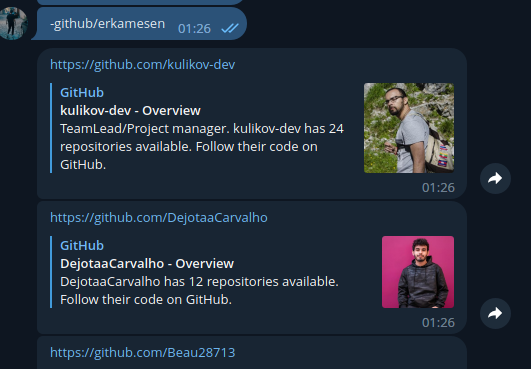 -github/erkamesen 01:26
https://github.com/kulikov-dev
GitHub
kulikov-dev - Overview
TeamLead/Project manager. kulikov-dev has 24
repositories available. Follow their code on
GitHub.
01:26
https://github.com/DejotaaCarvalho
GitHub
DejotaaCarvalho - Overview
DejotaaCarvalho has 12 repositories available.
Follow their code on GitHub.
01:26
https://github.com/Beau28713